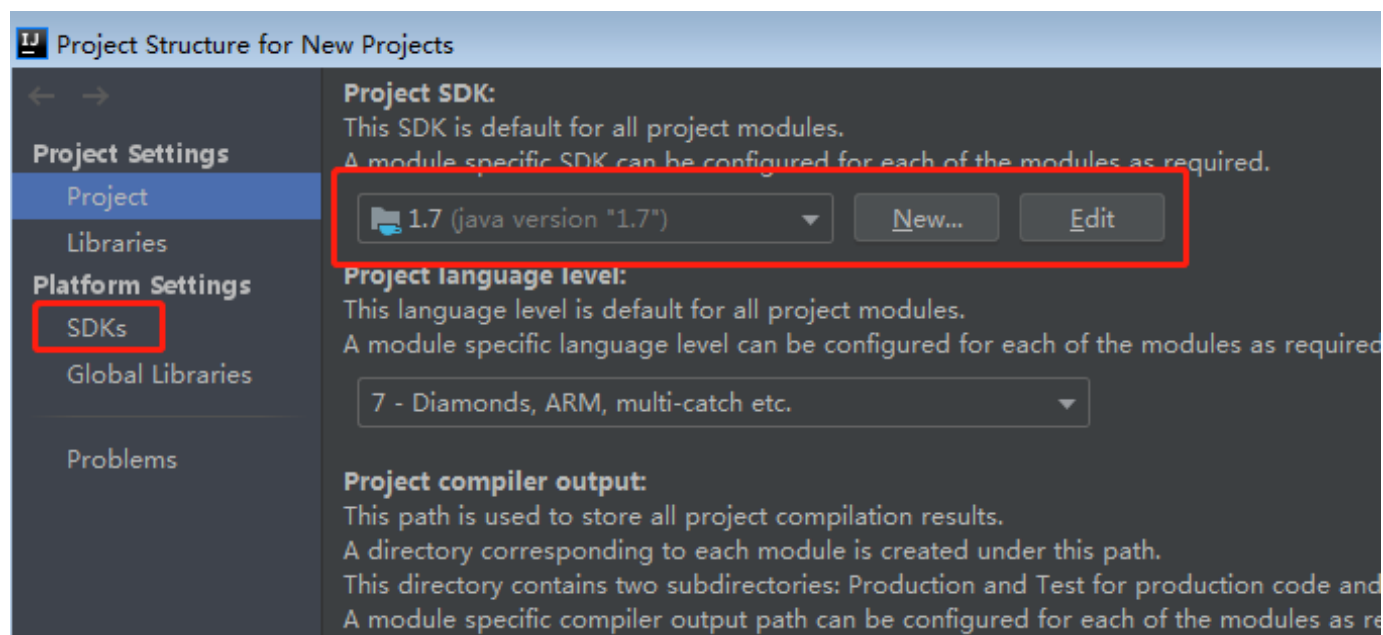 Project Structure for New Projects
Project Settings
Project
Libraries
Platform Settings
SDKs
Global Libraries
Problems
Project SDK:
This SDK is default for all project modules.
A module specific SDK can be configured for each of the modules as required.
1.7 (java version "1.7")
New...
Edit
Project language level:
This language level is default for all project modules.
A module specific language level can be configured for each of the modules as required
7 - Diamonds, ARM, multi-catch etc.
Project compiler output:
This path is used to store all project compilation results.
A directory corresponding to each module is created under this path.
This directory contains two subdirectories: Production and Test for production code and
A module specific compiler output path can be configured for each of the modules as re